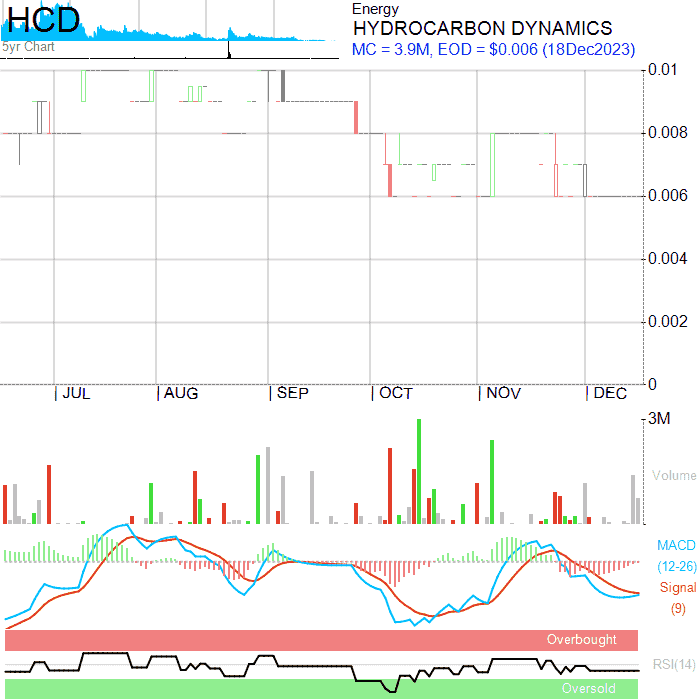 HCD
5yr Chart
Energy
HYDROCARBON DYNAMICS
MC = 3.9M, EOD = $0.006 (18Dec2023)
0.01
0.008
0.006
0.004
0.002
0
JUL AUG SEP OCT NOV DEC
3M
Volume
MACD
(12-26)
Signal
(9)
Overbought
RSI(14)
Oversold